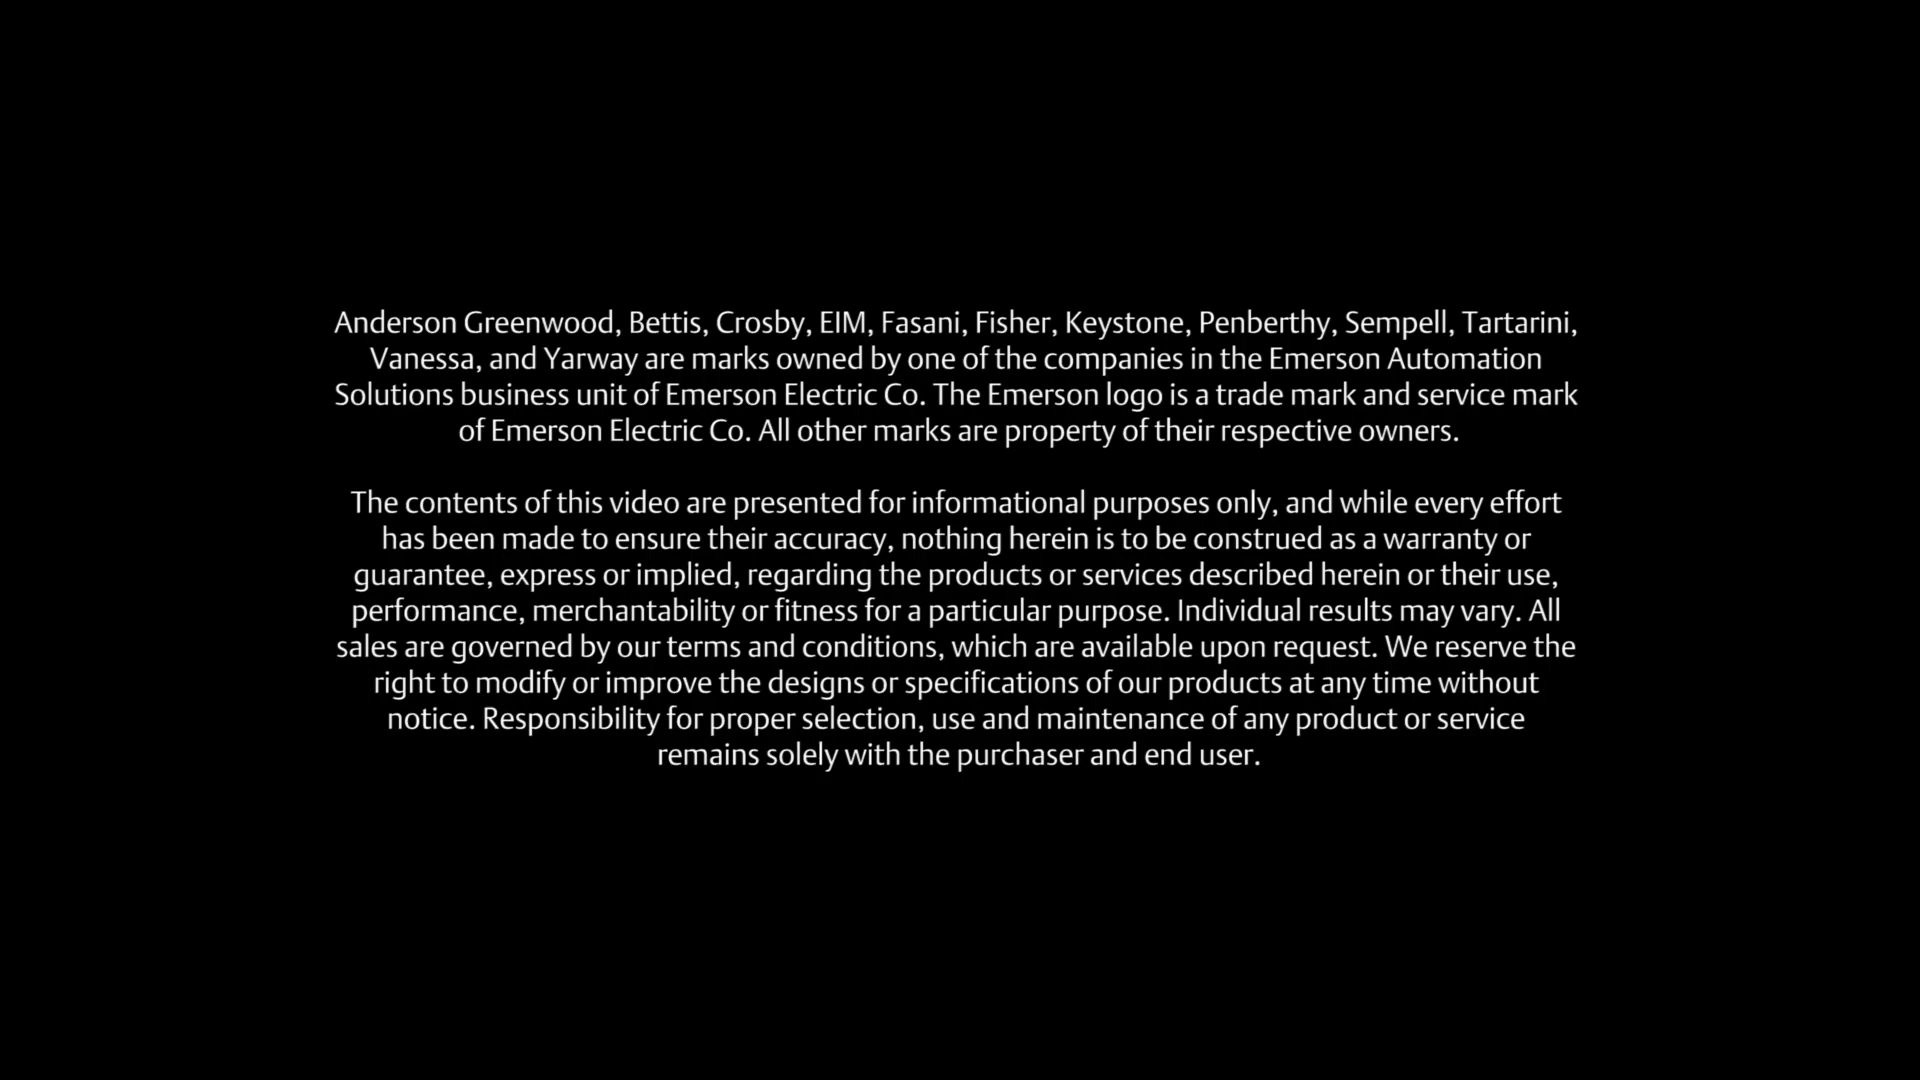 Anderson Greenwood, Bettis, Crosby, EIM, Fasani, Fisher, Keystone, Penberthy, Sempell, Tartarini,
Vanessa, and Yarway are marks owned by one of the companies in the Emerson Automation
Solutions business unit of Emerson Electric Co. The Emerson logo is a trade mark and service mark
of Emerson Electric Co. All other marks are property of their respective owners.
The contents of this video are presented for informational purposes only, and while every effort
has been made to ensure their accuracy, nothing herein is to be construed as a warranty or
guarantee, express or implied, regarding the products or services described herein or their use,
performance, merchantability or fitness for a particular purpose. Individual results may vary. All
sales are governed by our terms and conditions, which are available upon request. We reserve the
right to modify or improve the designs or specifications of our products at any time without
notice. Responsibility for proper selection, use and maintenance of any product or service
remains solely with the purchaser and end user.